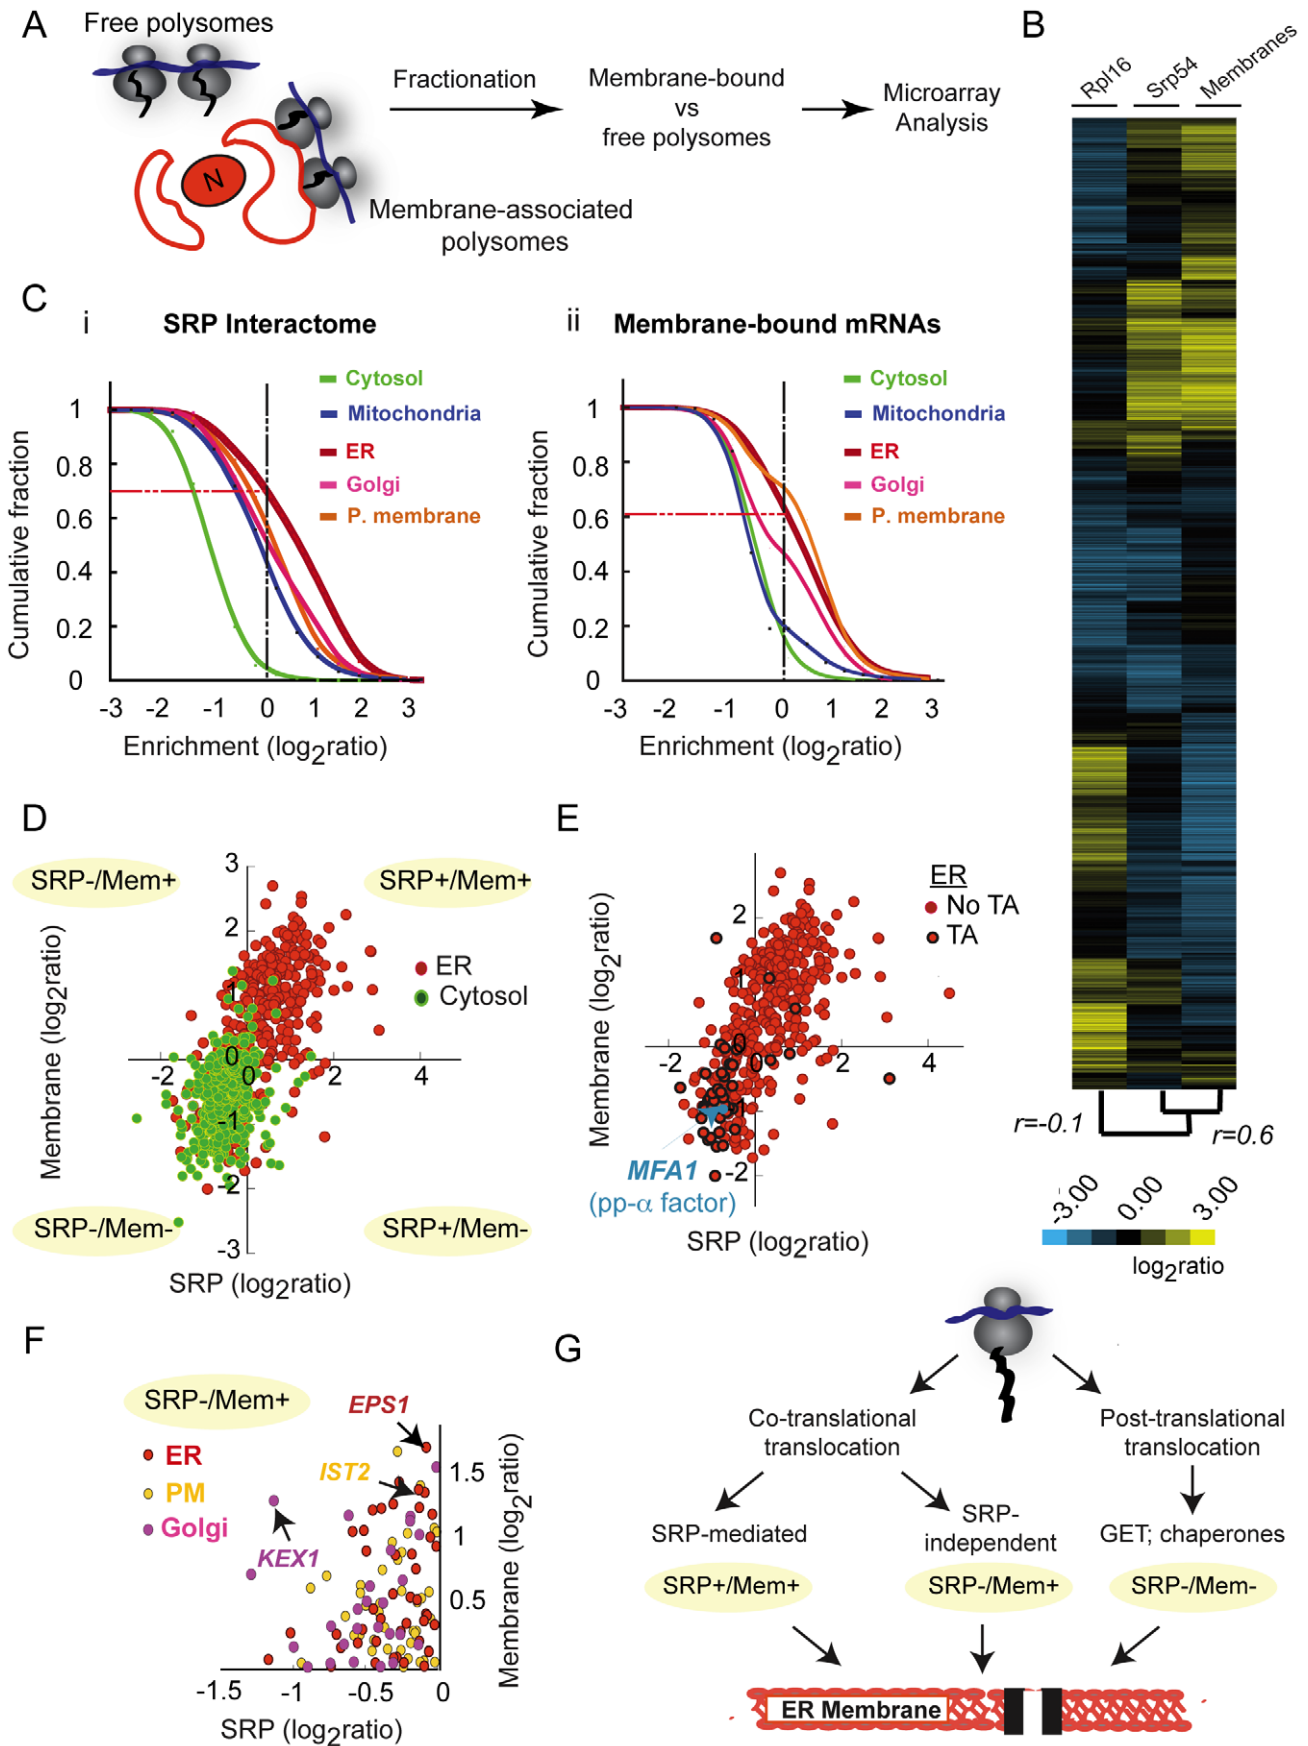 A
Free polysomes
Fractionation
Membrane-bound
vs
free polysomes
Microarray
Analysis
N
Membrane-associated
polysomes
B
Rpl16
Srp54
Membranes
r=-0.1
r=0.6
-3.00
0.00
3.00
log2ratio
C
i
SRP Interactome
Cytosol
Mitochondria
ER
Golgi
P. membrane
Cumulative fraction
1
0.8
0.6
0.4
0.2
0
-3 -2 -1 0 1 2 3
Enrichment (log2ratio)
ii
Membrane-bound mRNAs
Cytosol
Mitochondria
ER
Golgi
P. membrane
Cumulative fraction
1
0.8
0.6
0.4
0.2
0
-3 -2 -1 0 1 2 3
Enrichment (log2ratio)
D
SRP-/Mem+
SRP+/Mem+
ER
Cytosol
Membrane (log2ratio)
3
2
1
0
-1
-2
-3
-2 0 2 4
SRP-/Mem-
SRP+/Mem-
SRP (log2ratio)
E
ER
No TA
TA
Membrane (log2ratio)
2
1
0
-1
-2
-2 0 2 4
MFA1
(pp-α factor)
SRP (log2ratio)
F
SRP-/Mem+
ER
PM
Golgi
EPS1
IST2
KEX1
1.5
1
0.5
Membrane (log2ratio)
-1.5 -1 -0.5 0
SRP (log2ratio)
G
Co-translational
translocation
Post-translational
translocation
SRP-mediated
SRP-
independent
GET; chaperones
SRP+/Mem+
SRP-/Mem+
SRP-/Mem-
ER Membrane